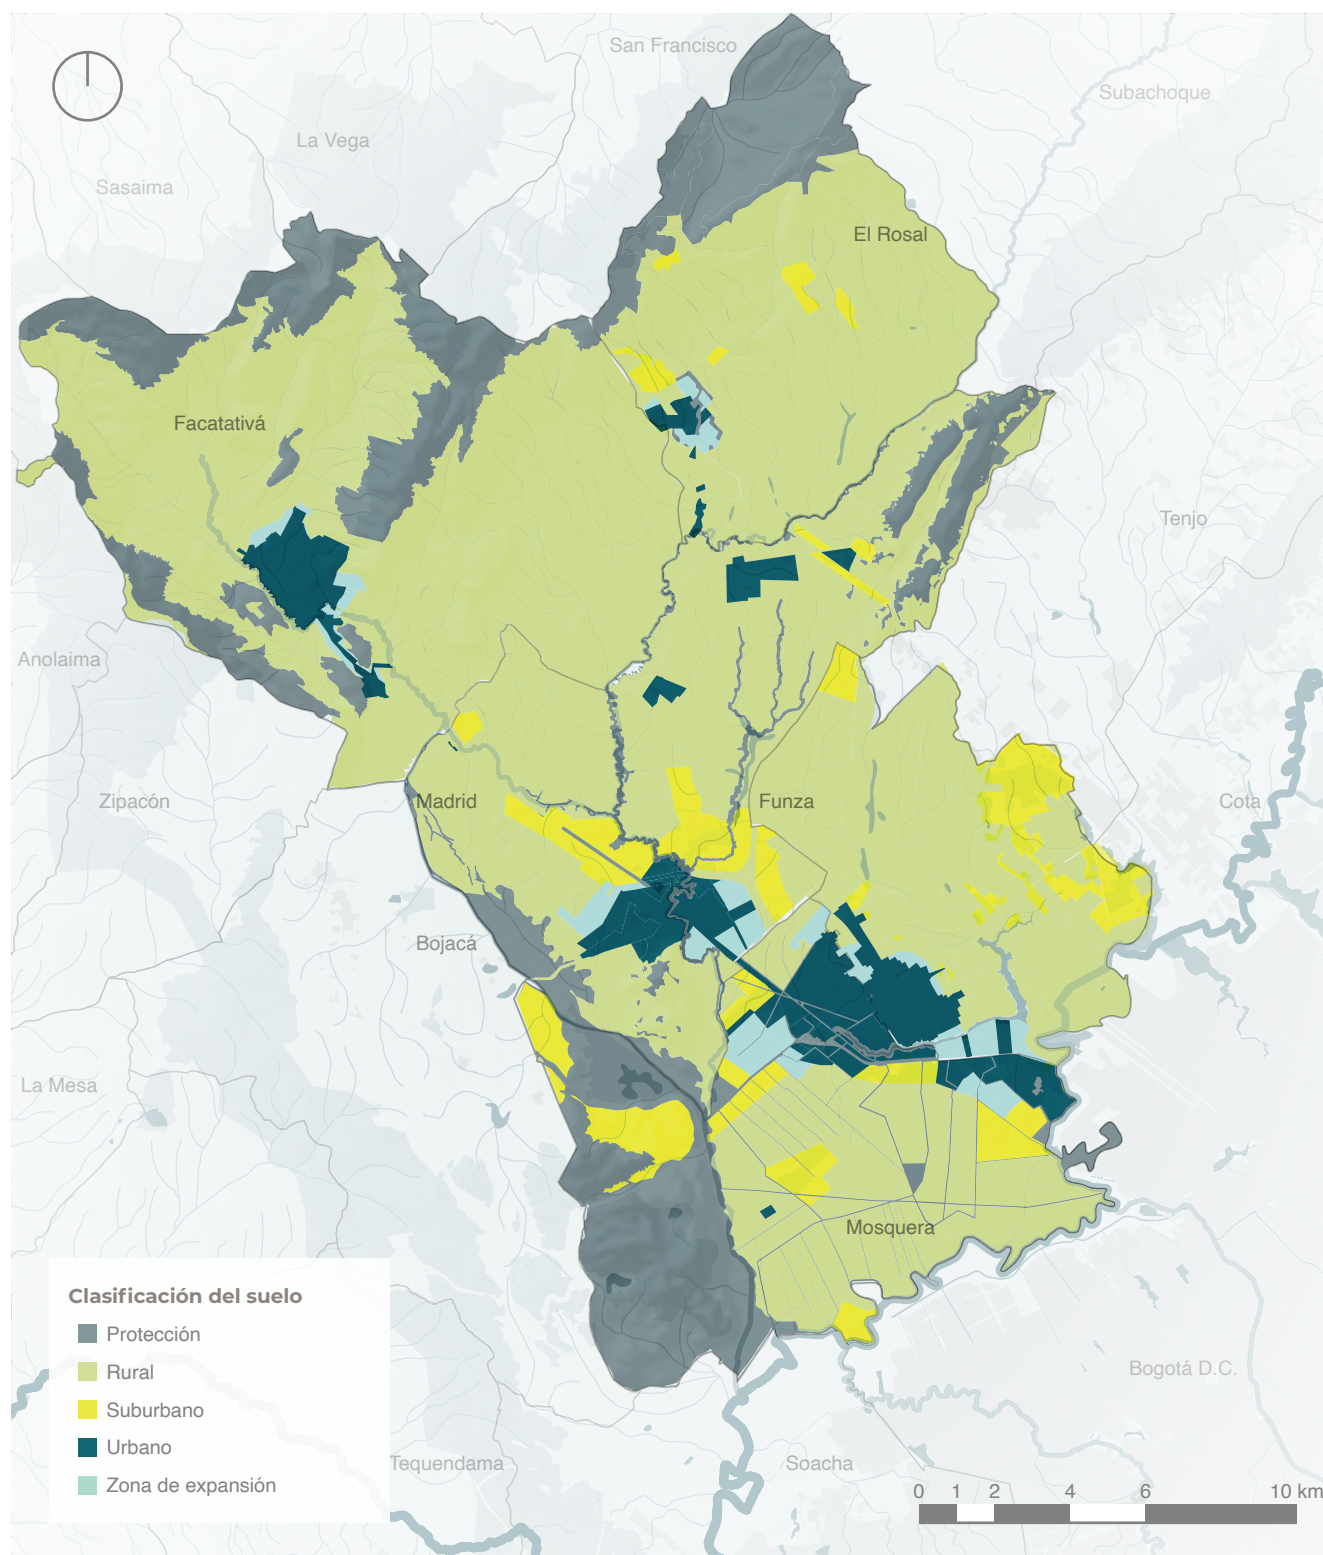 San Francisco
Subachoque
La Vega
Sasaima
El Rosal
Facatativá
Tenjo
Anolaima
Zipacón
Madrid
Funza
Cota
Bojacá
La Mesa
Mosquera
Clasificación del suelo
Protección
Rural
Suburbano
Urbano
Zona de expansión
Bogotá D.C.
Tequendama
Soacha
0 1 2 4 6 10 km